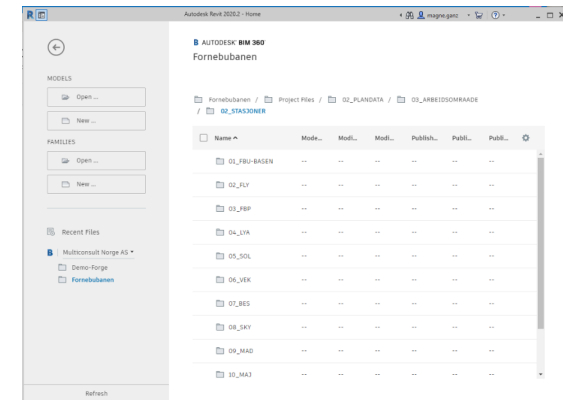 R
Autodesk Revit 2020.2 - Home
magne.ganz
?
B AUTODESK' BIM 360'
Fornebubanen
MODELS
Open ...
New ...
FAMILIES
Open ...
New ...
Recent Files
B Multiconsult Norge AS
Demo-Forge
Fornebubanen
Refresh
Fornebubanen / Project Files / 02_PLANDATA / 03_ARBEIDSOMRAADE
/ 02_STASJONER
Name Mode... Modi... Modi... Publish... Publi... Publi...
01_FBU-BASEN -- -- -- -- -- --
02_FLY -- -- -- -- -- --
03_FBP -- -- -- -- -- --
04_LYA -- -- -- -- -- --
05_SOL -- -- -- -- -- --
06_VEK -- -- -- -- -- --
07_BES -- -- -- -- -- --
08_SKY -- -- -- -- -- --
09_MAD -- -- -- -- -- --
10_MAJ -- -- -- -- -- --